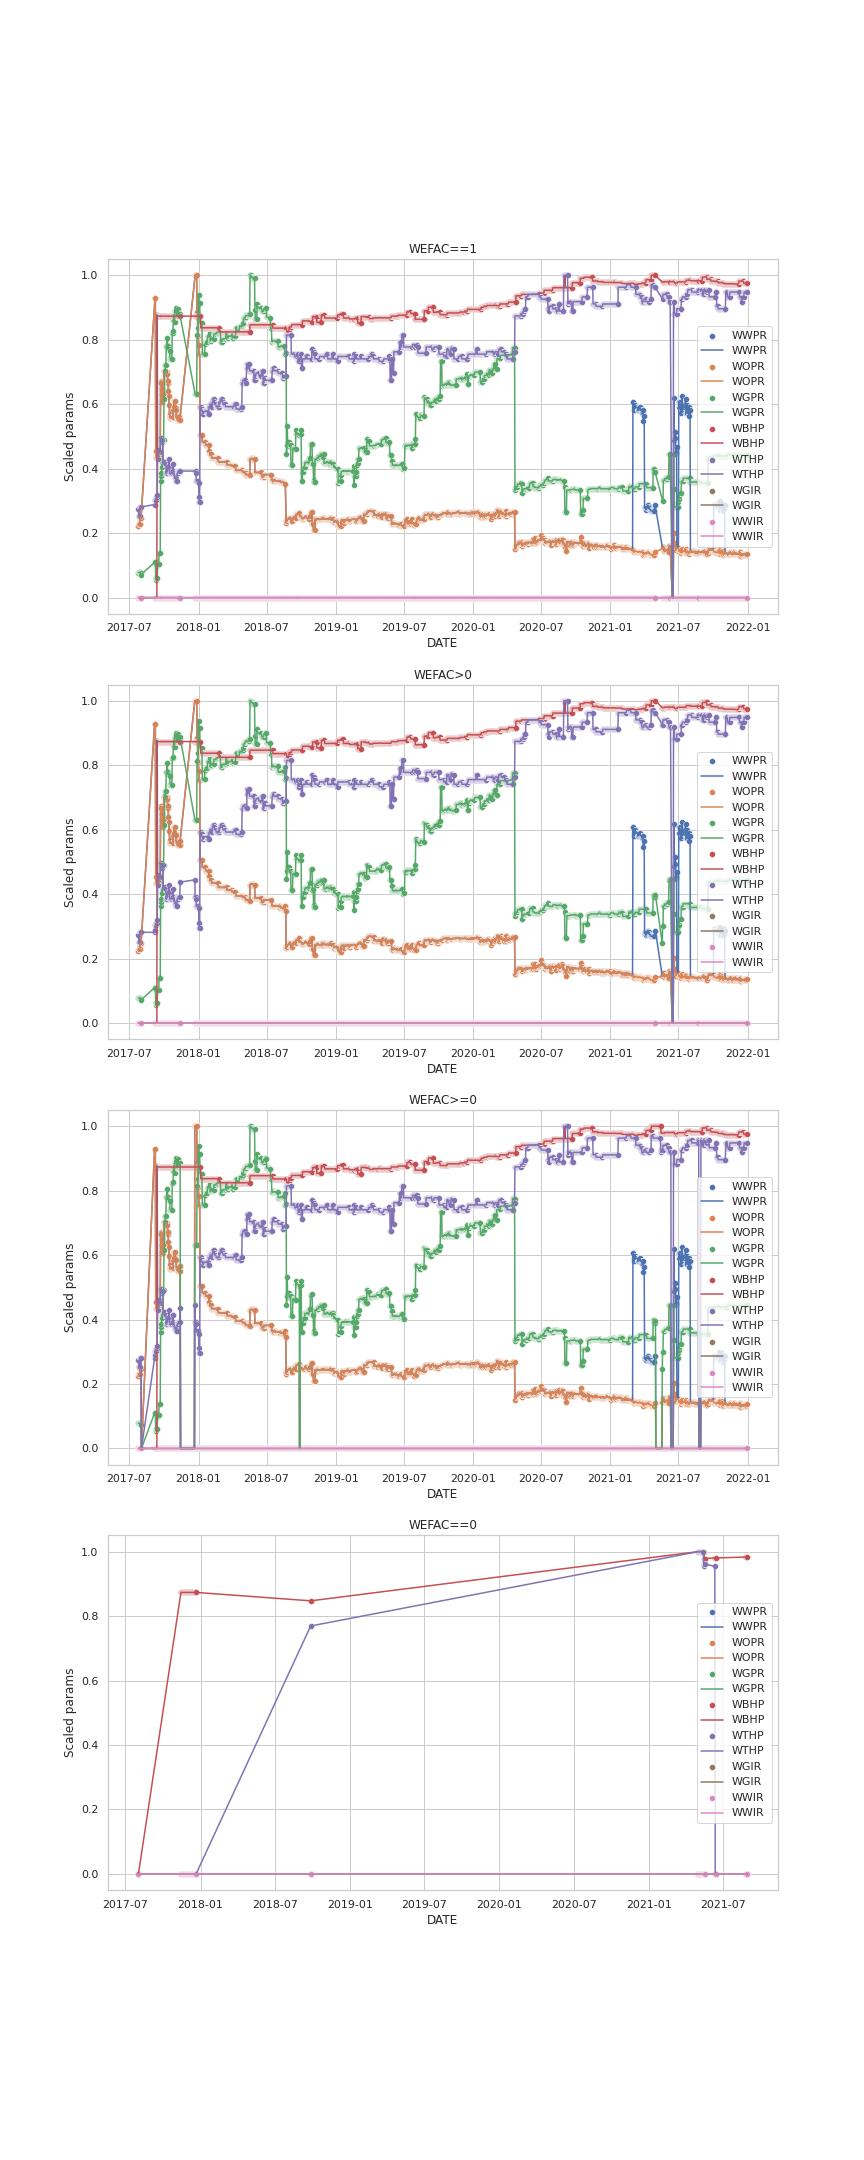 WEFAC==1
1.0
0.8
0.6
0.4
0.2
0.0
Scaled params
WWPR
WWPR
WOPR
WOPR
WGPR
WGPR
WBHP
WBHP
WTHP
WTHP
WGIR
WGIR
WWIR
WWIR
2017-07 2018-01 2018-07 2019-01 2019-07 2020-01 2020-07 2021-01 2021-07 2022-01
DATE
WEFAC>0
1.0
0.8
0.6
0.4
0.2
0.0
Scaled params
WWPR
WWPR
WOPR
WOPR
WGPR
WGPR
WBHP
WBHP
WTHP
WTHP
WGIR
WGIR
WWIR
WWIR
2017-07 2018-01 2018-07 2019-01 2019-07 2020-01 2020-07 2021-01 2021-07 2022-01
DATE
WEFAC>=0
1.0
0.8
0.6
0.4
0.2
0.0
Scaled params
WWPR
WWPR
WOPR
WOPR
WGPR
WGPR
WBHP
WBHP
WTHP
WTHP
WGIR
WGIR
WWIR
WWIR
2017-07 2018-01 2018-07 2019-01 2019-07 2020-01 2020-07 2021-01 2021-07 2022-01
DATE
WEFAC==0
1.0
0.8
0.6
0.4
0.2
0.0
Scaled params
WWPR
WWPR
WOPR
WOPR
WGPR
WGPR
WBHP
WBHP
WTHP
WTHP
WGIR
WGIR
WWIR
WWIR
2017-07 2018-01 2018-07 2019-01 2019-07 2020-01 2020-07 2021-01 2021-07
DATE